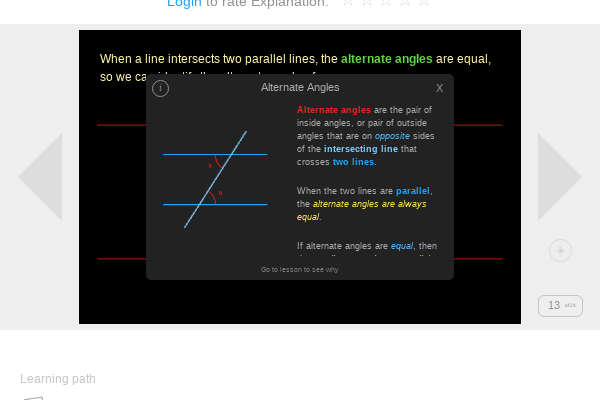 Login to rate Explanation:
When a line intersects two parallel lines, the alternate angles are equal,
so we ca
i
Alternate Angles
X
Alternate angles are the pair of
inside angles, or pair of outside
angles that are on opposite sides
of the intersecting line that
crosses two lines.
When the two lines are parallel,
the alternate angles are always
equal.
If alternate angles are equal, then
Go to lesson to see why
13
Learning path